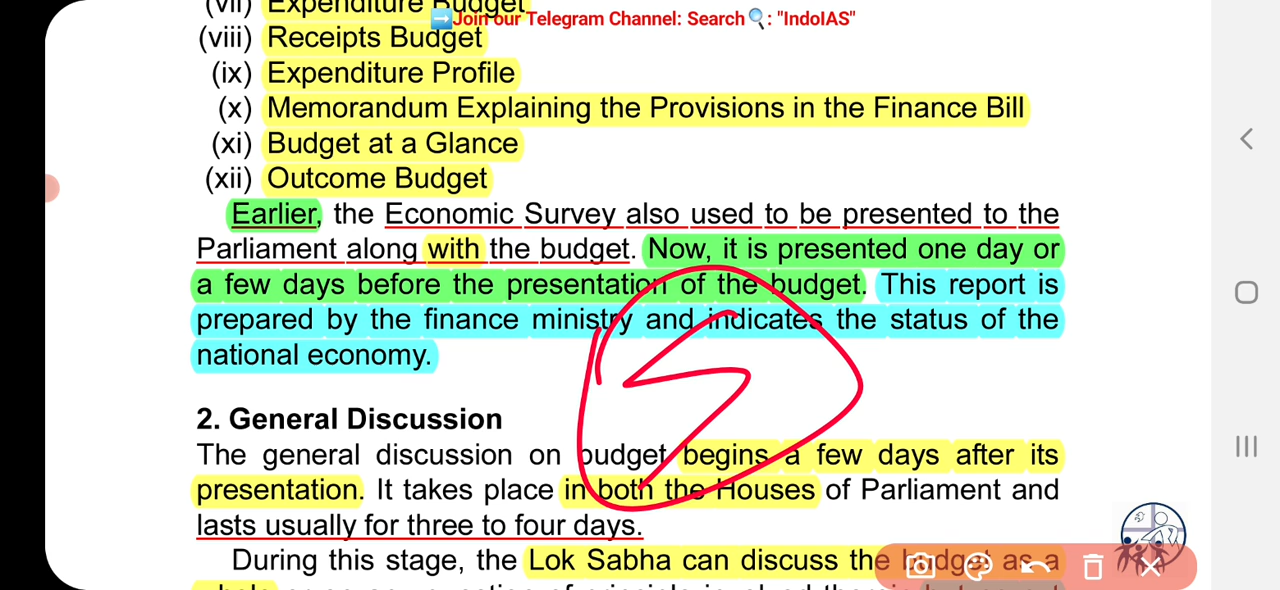 (vii) Expenditure Budget
➡️Join our Telegram Channel: Search🔍: "IndoIAS"
(viii) Receipts Budget
(ix) Expenditure Profile
(x) Memorandum Explaining the Provisions in the Finance Bill
(xi) Budget at a Glance
(xii) Outcome Budget
Earlier, the Economic Survey also used to be presented to the
Parliament along with the budget. Now, it is presented one day or
a few days before the presentation of the budget. This report is
prepared by the finance ministry and indicates the status of the
national economy.
2. General Discussion
The general discussion on budget begins a few days after its
presentation. It takes place in both the Houses of Parliament and
lasts usually for three to four days.
During this stage, the Lok Sabha can discuss the budget as a